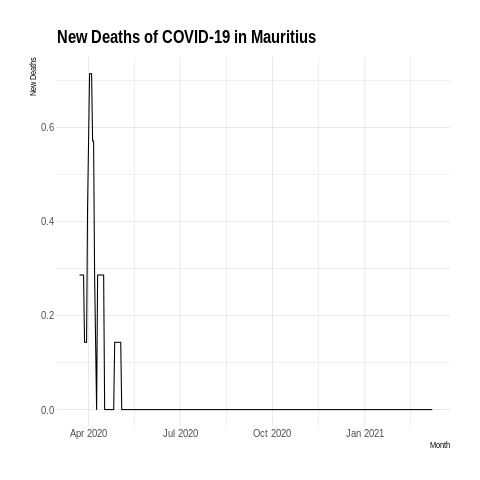 New Deaths of COVID-19 in Mauritius
New Deaths
0.6
0.4
0.2
0.0
Apr 2020 Jul 2020 Oct 2020 Jan 2021
Month